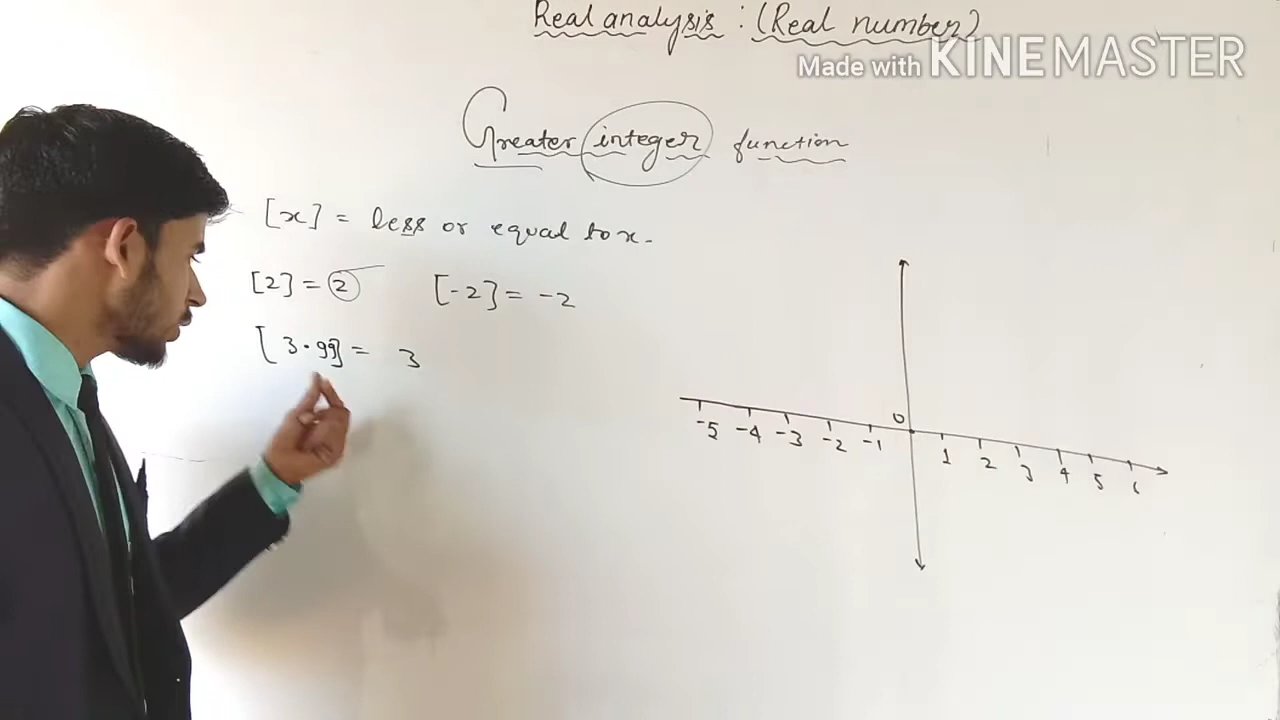 Real analysis : (Real number)
Made with KINEMASTER
Greater integer function
[x] = less or equal to x.
[2] = 2 [-2] = -2
[3.99] = 3
0
-5 -4 -3 -2 -1 1 2 3 4 5 6